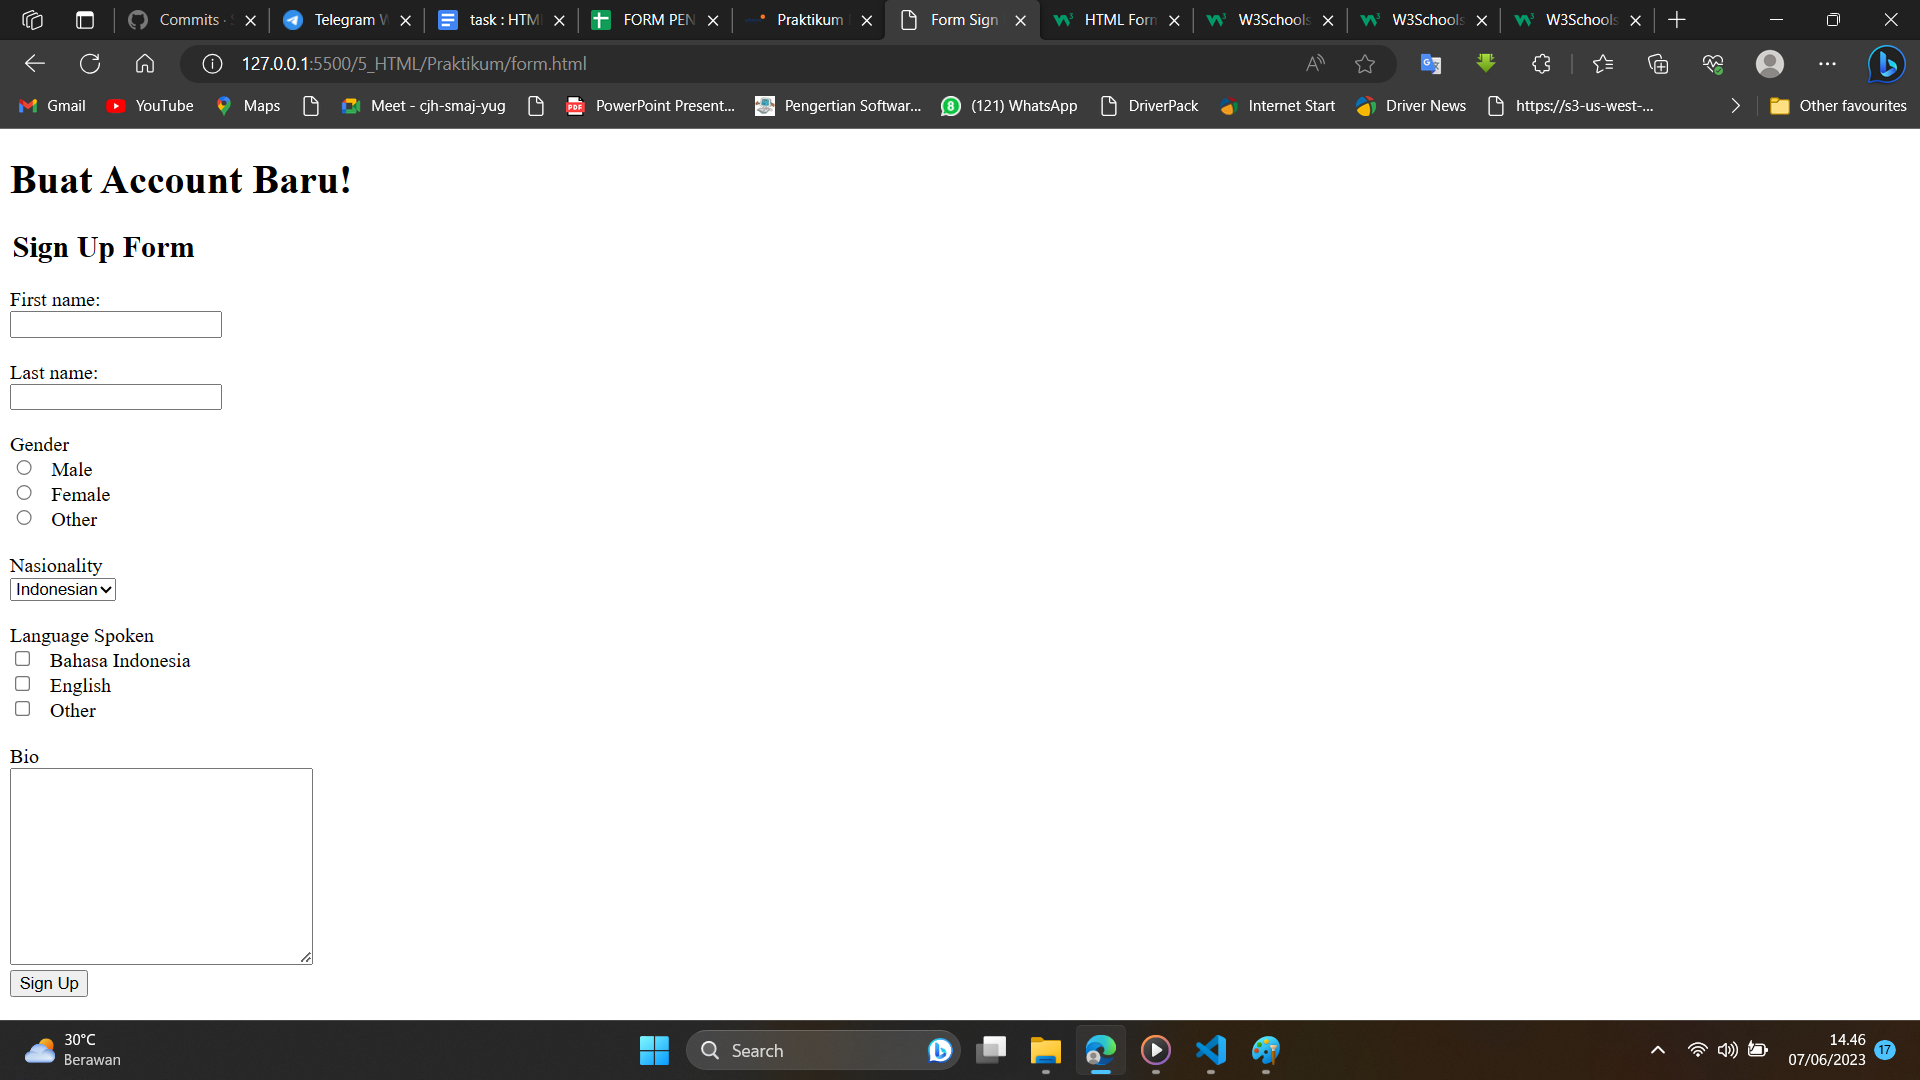 Commits · S
Telegram W
task : HTML
FORM PEN
Praktikum
Form Sign
HTML Form
W3Schools
W3Schools
W3Schools
127.0.0.1:5500/5_HTML/Praktikum/form.html
Gmail
YouTube
Maps
Meet - cjh-smaj-yug
PowerPoint Present...
Pengertian Softwar...
(121) WhatsApp
DriverPack
Internet Start
Driver News
https://s3-us-west-...
Other favourites
Buat Account Baru!
Sign Up Form
First name:
Last name:
Gender
Male
Female
Other
Nasionality
Indonesian
Language Spoken
Bahasa Indonesia
English
Other
Bio
Sign Up
30°C
Berawan
Search
14.46
07/06/2023
17